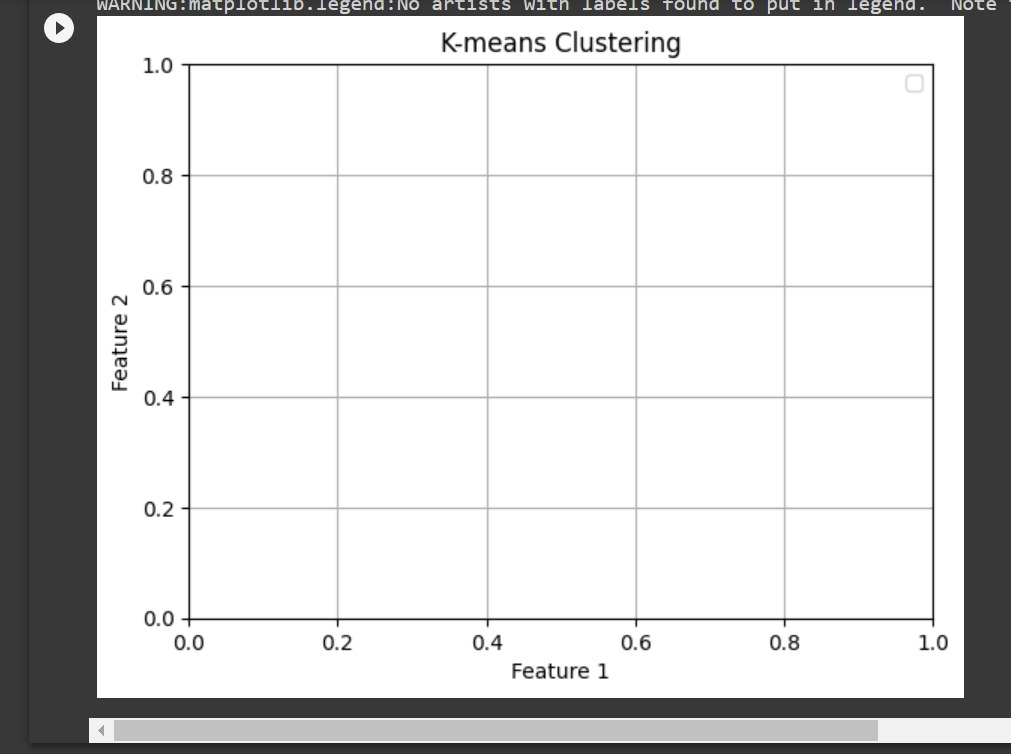 WARNING:matplotlib.legend:No artists with labels found to put in legend.  Note
K-means Clustering
1.0
0.8
0.6
0.4
0.2
0.0
Feature 2
0.0 0.2 0.4 0.6 0.8 1.0
Feature 1